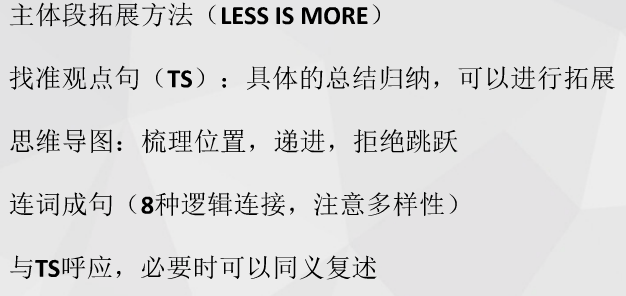 主体段拓展方法（LESS IS MORE）
找准观点句（TS）：具体的总结归纳，可以进行拓展
思维导图：梳理位置，递进，拒绝跳跃
连词成句（8种逻辑连接，注意多样性）
与TS呼应，必要时可以同义复述